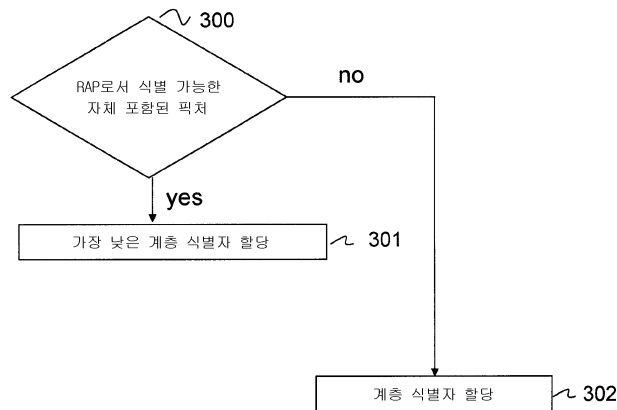 300
RAP로서 식별 가능한
자체 포함된 픽처
no
yes
가장 낮은 계층 식별자 할당
301
계층 식별자 할당
302